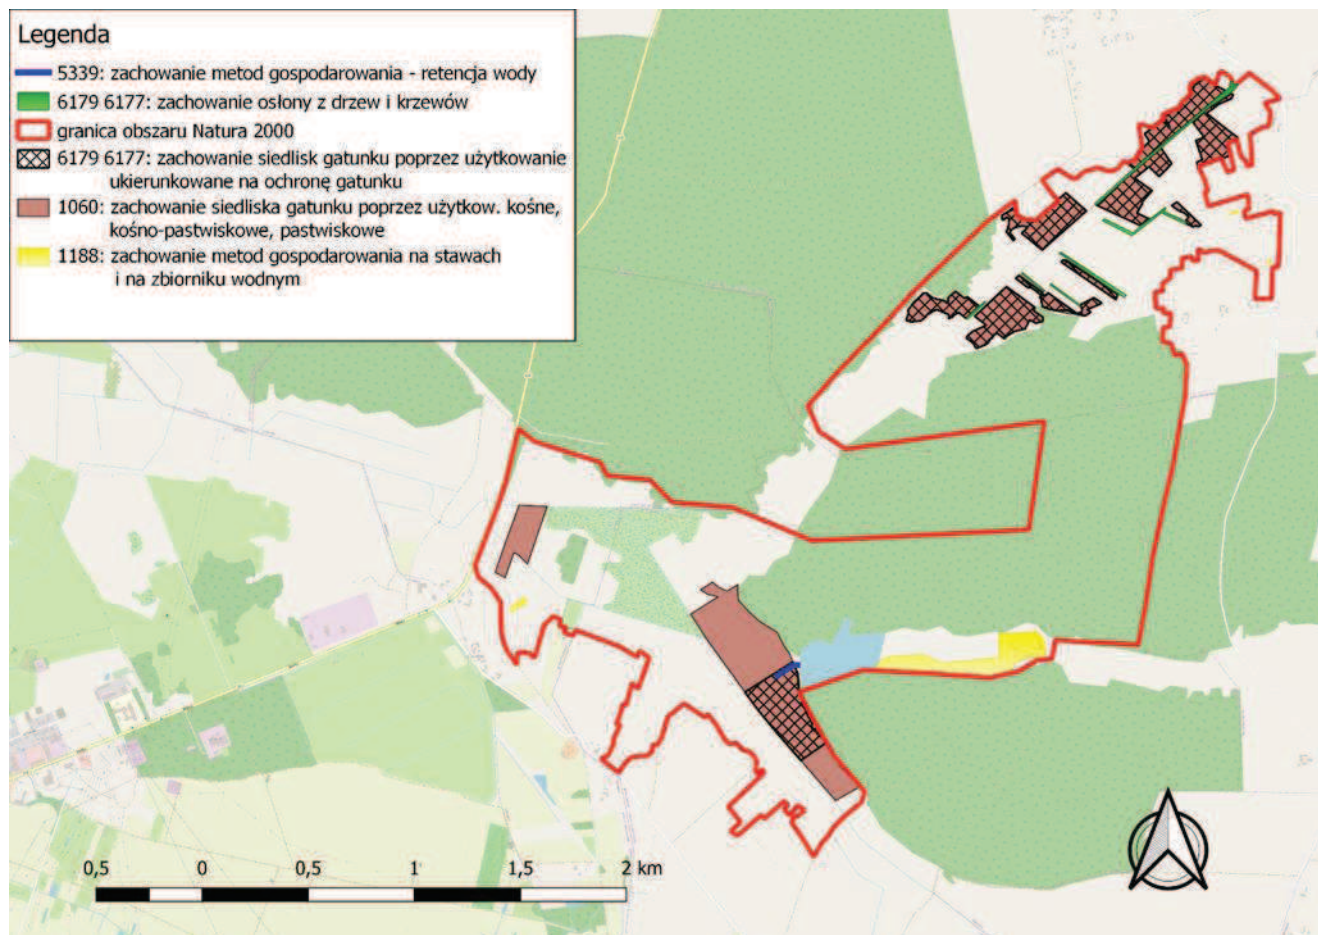 Legenda
5339: zachowanie metod gospodarowania - retencja wody
6179 6177: zachowanie osłony z drzew i krzewów
granica obszaru Natura 2000
6179 6177: zachowanie siedlisk gatunku poprzez użytkowanie
ukierunkowane na ochronę gatunku
1060: zachowanie siedliska gatunku poprzez użytkow. kośne,
kośno-pastwiskowe, pastwiskowe
1188: zachowanie metod gospodarowania na stawach
i na zbiorniku wodnym
0,5 0 0,5 1 1,5 2 km